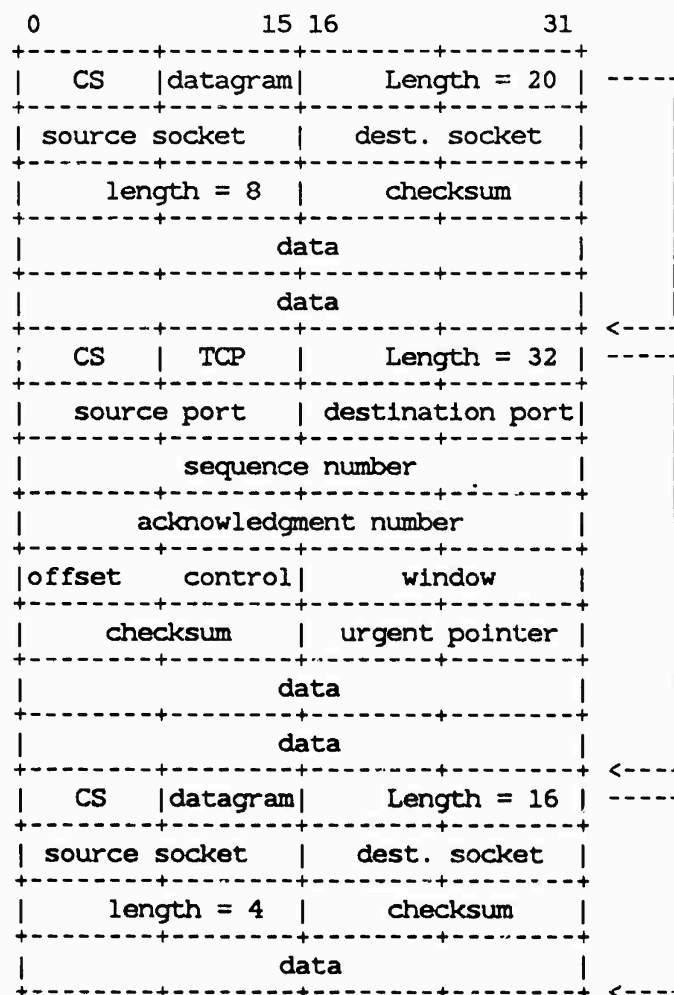 0 15 16 31
CS |datagram| Length = 20
source socket | dest. socket
length = 8 | checksum
data
data
CS | TCP | Length = 32
source port | destination port
sequence number
acknowledgment number
offset control| window
checksum | urgent pointer
data
data
CS |datagram| Length = 16
source socket | dest. socket
length = 4 | checksum
data